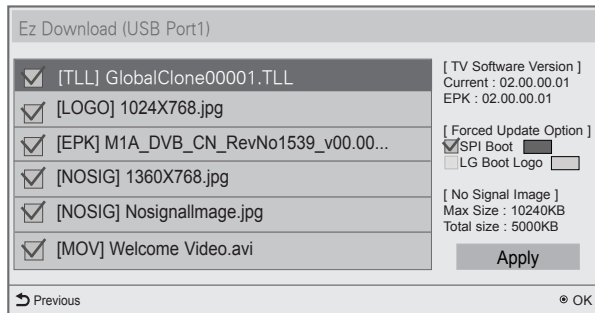 Ez Download (USB Port1)
[TLL] GlobalClone00001.TLL
[LOGO] 1024X768.jpg
[EPK] M1A_DVB_CN_RevNo1539_v00.00...
[NOSIG] 1360X768.jpg
[NOSIG] NosignalImage.jpg
[MOV] Welcome Video.avi
[ TV Software Version ]
Current : 02.00.00.01
EPK : 02.00.00.01
[ Forced Update Option ]
SPI Boot
LG Boot Logo
[ No Signal Image ]
Max Size : 10240KB
Total size : 5000KB
Apply
Previous
OK